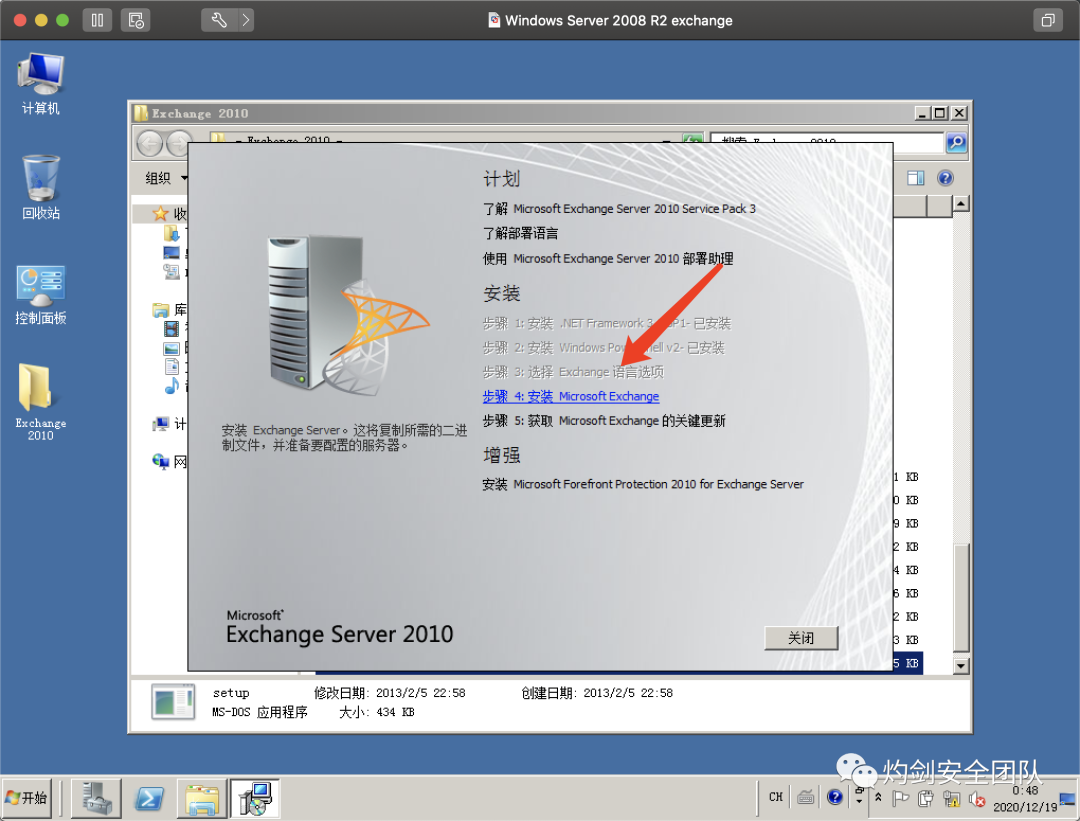 Windows Server 2008 R2 exchange
计算机
回收站
控制面板
Exchange
2010
Exchange 2010
组织
计划
了解 Microsoft Exchange Server 2010 Service Pack 3
了解部署语言
使用 Microsoft Exchange Server 2010 部署助理
安装
步骤 1: 安装 .NET Framework 3 P1- 已安装
步骤 2: 安装 Windows Pow ell v2- 已安装
步骤 3: 选择 Exchange 语言选项
步骤 4: 安装 Microsoft Exchange
步骤 5: 获取 Microsoft Exchange 的关键更新
增强
安装 Microsoft Forefront Protection 2010 for Exchange Server
安装 Exchange Server。这将复制所需的二进
制文件，并准备要配置的服务器。
Microsoft
Exchange Server 2010
关闭
收
库
计
网
1 KB
0 KB
9 KB
2 KB
4 KB
6 KB
2 KB
3 KB
5 KB
setup 修改日期: 2013/2/5 22:58 创建日期: 2013/2/5 22:58
MS-DOS 应用程序 大小: 434 KB
灼剑安全团队
开始
CH
0:48
2020/12/19